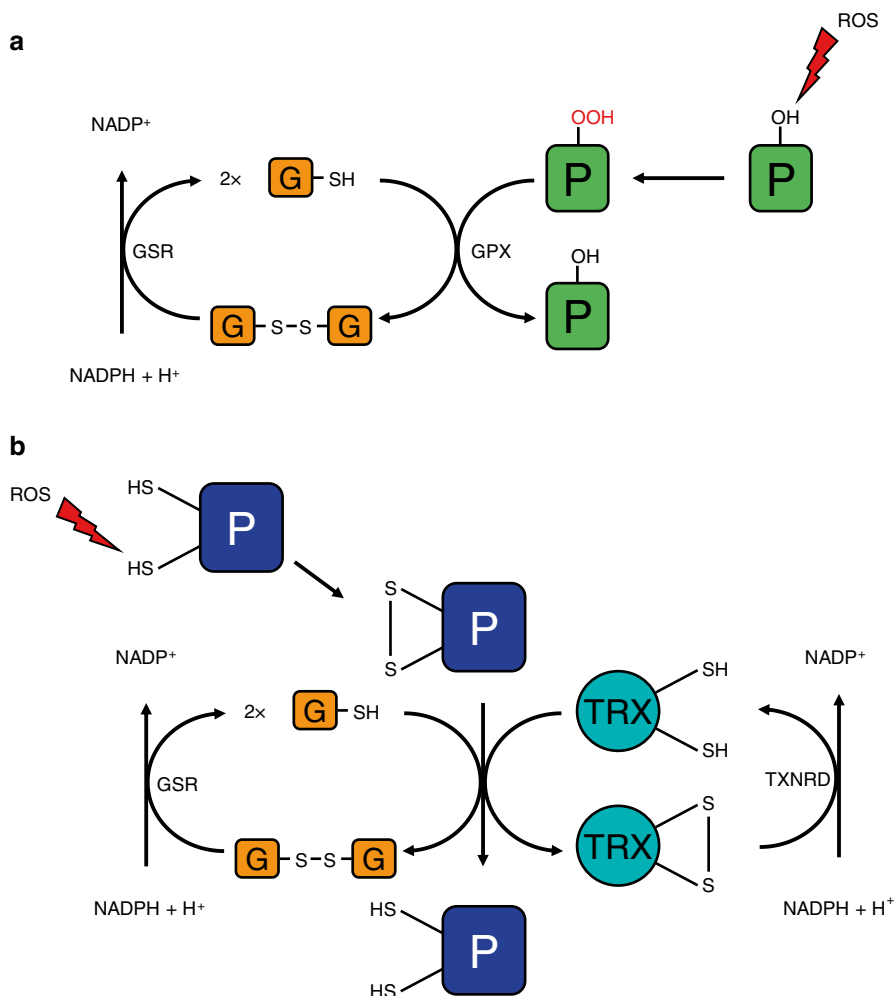 a
ROS
NADP⁺
OOH
OH
2× G SH
P
P
GSR
GPX
OH
G S S G
P
NADPH + H⁺
b
ROS
HS
P
HS
S
P
S
NADP⁺
NADP⁺
SH
2× G SH
TRX
SH
GSR
TXNRD
S
G S S G
TRX
S
NADPH + H⁺
NADPH + H⁺
HS
P
HS